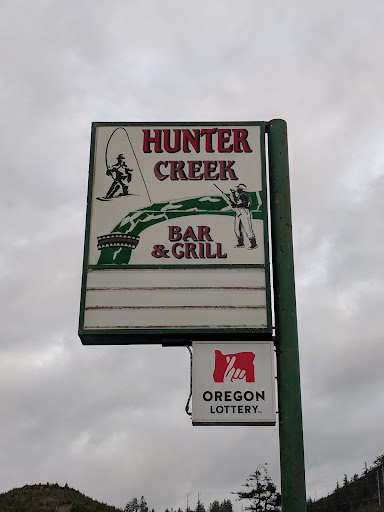 HUNTER
CREEK
BAR
& GRILL
OREGON
LOTTERY